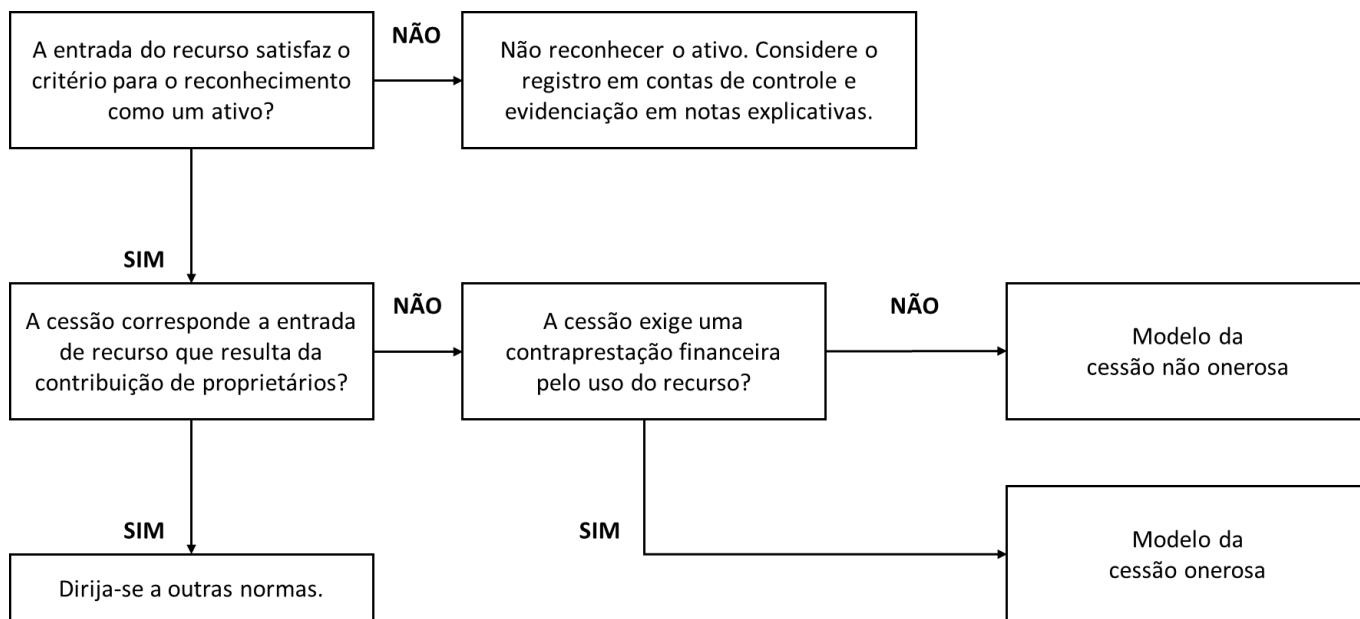 A entrada do recurso satisfaz o
critério para o reconhecimento
como um ativo?
NÃO
Não reconhecer o ativo. Considere o
registro em contas de controle e
evidenciação em notas explicativas.
SIM
A cessão corresponde a entrada
de recurso que resulta da
contribuição de proprietários?
NÃO
A cessão exige uma
contraprestação financeira
pelo uso do recurso?
NÃO
Modelo da
cessão não onerosa
SIM
Dirija-se a outras normas.
SIM
Modelo da
cessão onerosa